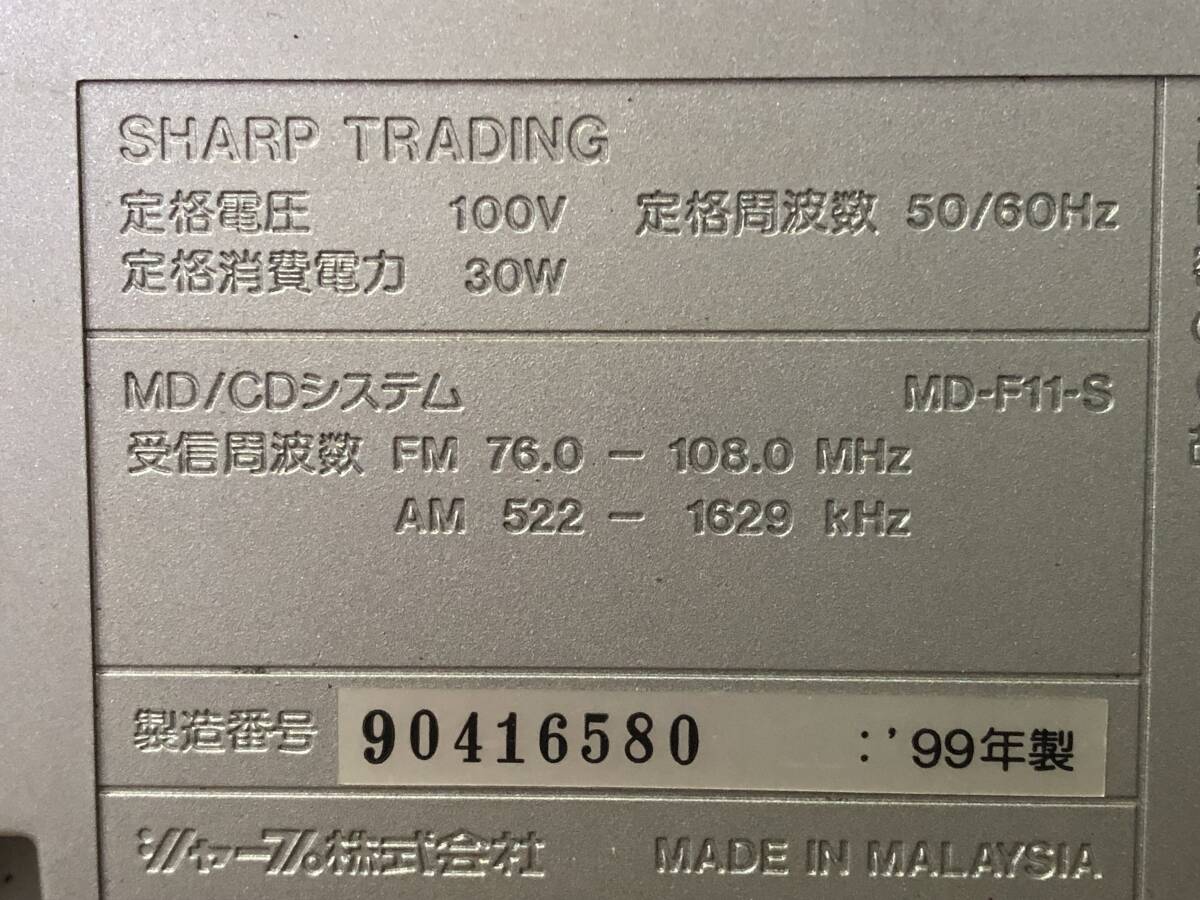 SHARP TRADING
定格電圧 100V 定格周波数 50/60Hz
定格消費電力 30W
MD/CDシステム MD-F11-S
受信周波数 FM 76.0 － 108.0 MHz
AM 522 － 1629 kHz
製造番号 90416580 :'99年製
シャープ株式会社 MADE IN MALAYSIA